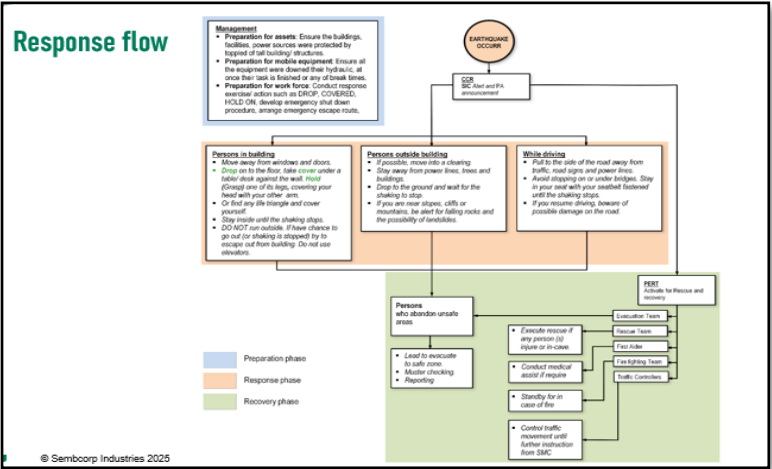 Response flow
Management
▪ Preparation for assets: Ensure the buildings,
facilities, power sources were protected by
toppled of tall building/ structures.
▪ Preparation for mobile equipment: Ensure all
the equipment were downed their hydraulic, at
once their task is finished or any of break times.
▪ Preparation for work force: Conduct response
exercise/ action such as DROP, COVERED,
HOLD ON, develop emergency shut down
procedure, arrange emergency escape route,
EARTHQUAKE
OCCURR
CCR
SIC Alert and PA
announcement
Persons in building
▪ Move away from windows and doors.
▪ Drop on to the floor, take cover under a
table/ desk against the wall. Hold
(Grasp) one of its legs, covering your
head with your other arm.
▪ Or find any life triangle and cover
yourself.
▪ Stay inside until the shaking stops.
▪ DO NOT run outside. If have chance to
go out (or shaking is stopped) try to
escape out from building. Do not use
elevators.
Persons outside building
▪ If possible, move into a clearing.
▪ Stay away from power lines, trees and
buildings.
▪ Drop to the ground and wait for the
shaking to stop.
▪ If you are near slopes, cliffs or
mountains, be alert for falling rocks and
the possibility of landslides.
While driving
▪ Pull to the side of the road away from
traffic, road signs and power lines.
▪ Avoid stopping on or under bridges. Stay
in your seat with your seatbelt fastened
until the shaking stops.
▪ If you resume driving, beware of
possible damage on the road.
PERT
Activate for Rescue and
recovery
Persons
who abandon unsafe
areas
Evacuation Team
Rescue Team
First Aider
Fire fighting Team
Traffic Controllers
▪ Lead to evacuate
to safe zone.
▪ Muster checking.
▪ Reporting
▪ Execute rescue if
any person (s)
injure or in-cave.
▪ Conduct medical
assist if require
▪ Standby for in
case of fire
▪ Control traffic
movement until
further instruction
from SMC
Preparation phase
Response phase
Recovery phase
© Sembcorp Industries 2025